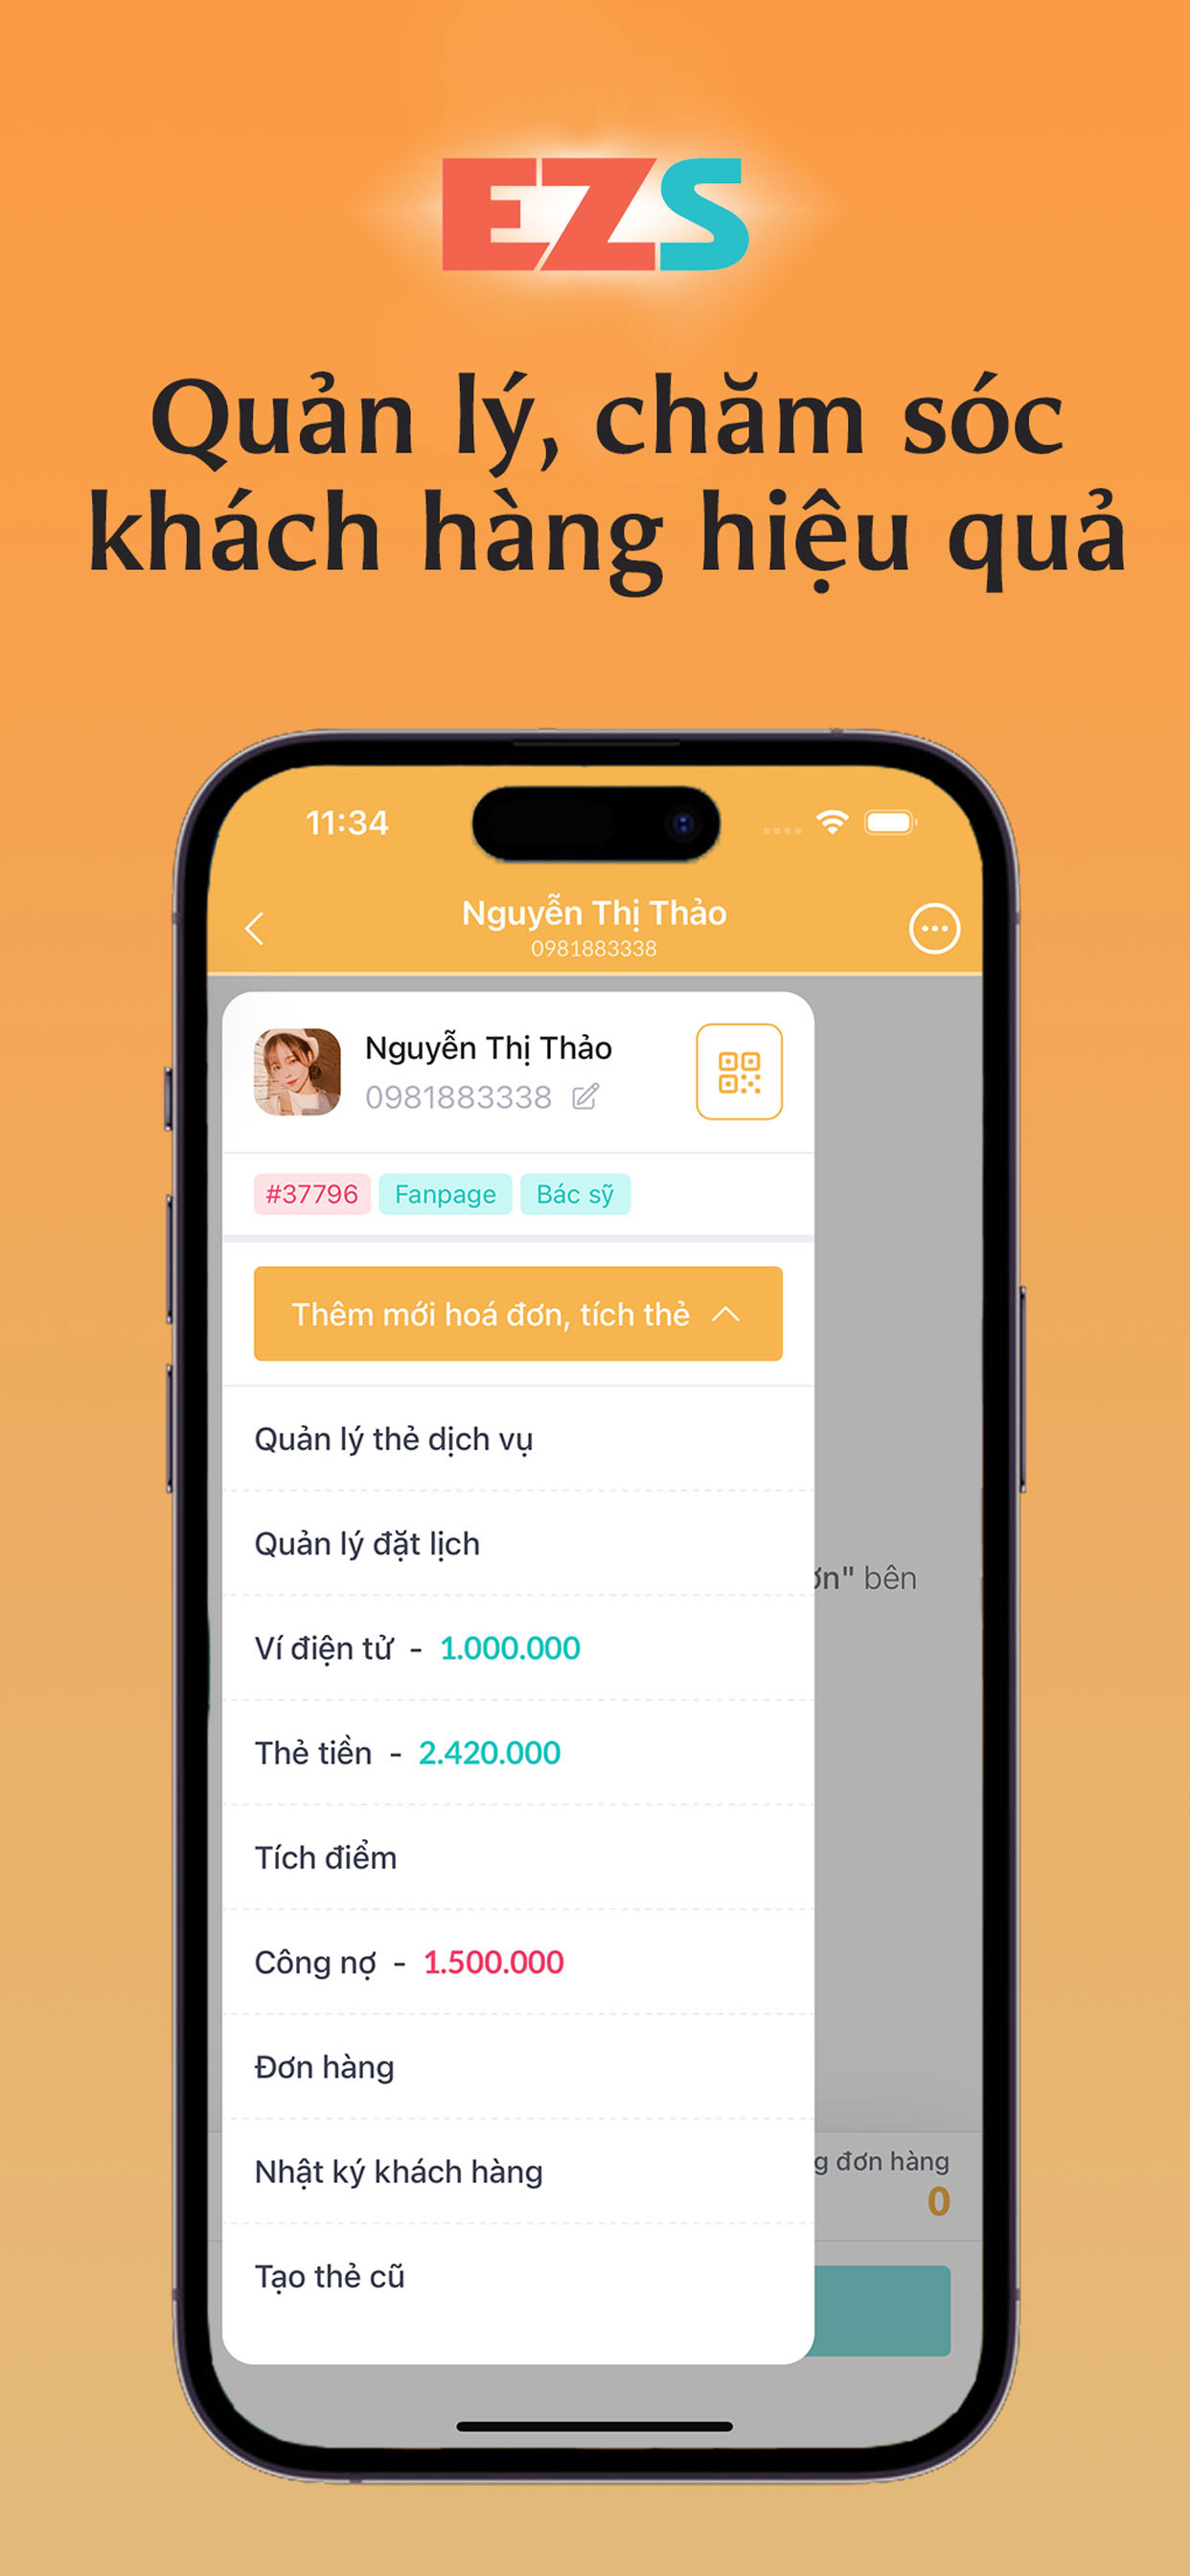 EZS
Quản lý, chăm sóc
khách hàng hiệu quả
11:34
Nguyễn Thị Thảo
0981883338
Nguyễn Thị Thảo
0981883338
#37796 Fanpage Bác sỹ
Thêm mới hoá đơn, tích thẻ
Quản lý thẻ dịch vụ
Quản lý đặt lịch
bên
Ví điện tử - 1.000.000
Thẻ tiền - 2.420.000
Tích điểm
Công nợ - 1.500.000
Đơn hàng
đơn hàng
Nhật ký khách hàng
0
Tạo thẻ cũ